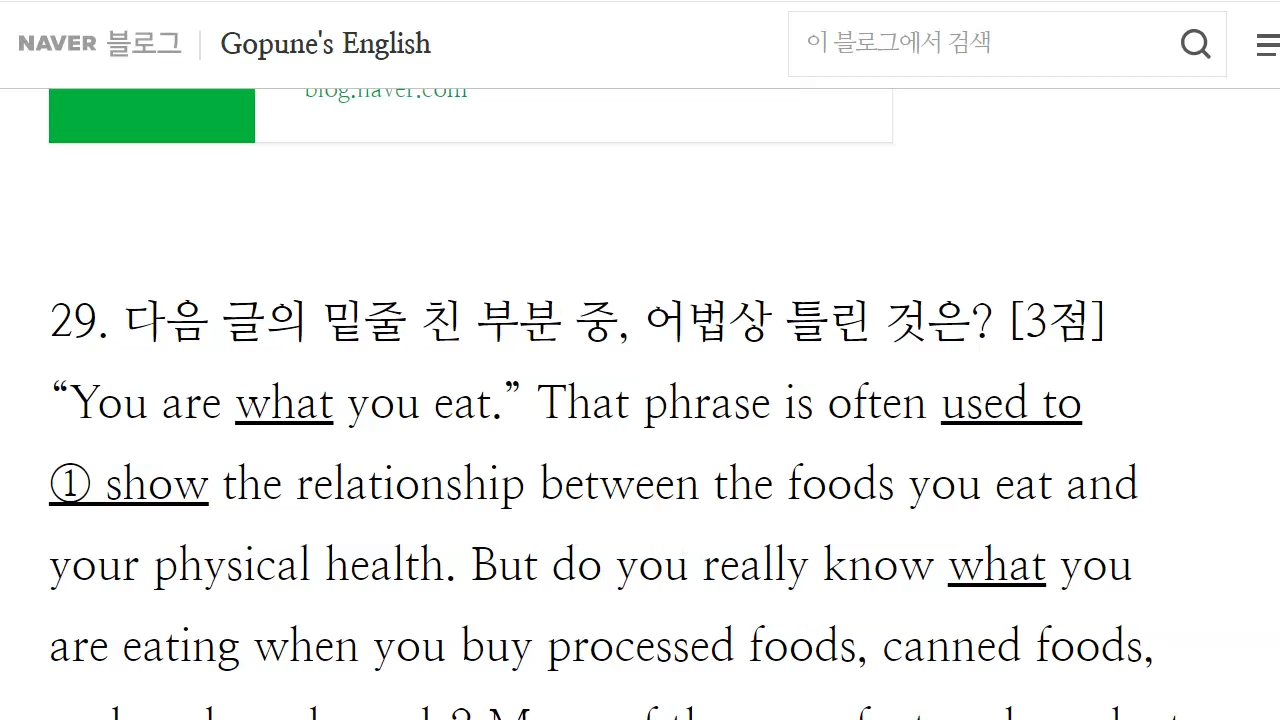 NAVER 블로그 Gopune's English 이 블로그에서 검색
blog.naver.com
29. 다음 글의 밑줄 친 부분 중, 어법상 틀린 것은? [3점]
“You are what you eat.” That phrase is often used to
① show the relationship between the foods you eat and
your physical health. But do you really know what you
are eating when you buy processed foods, canned foods,